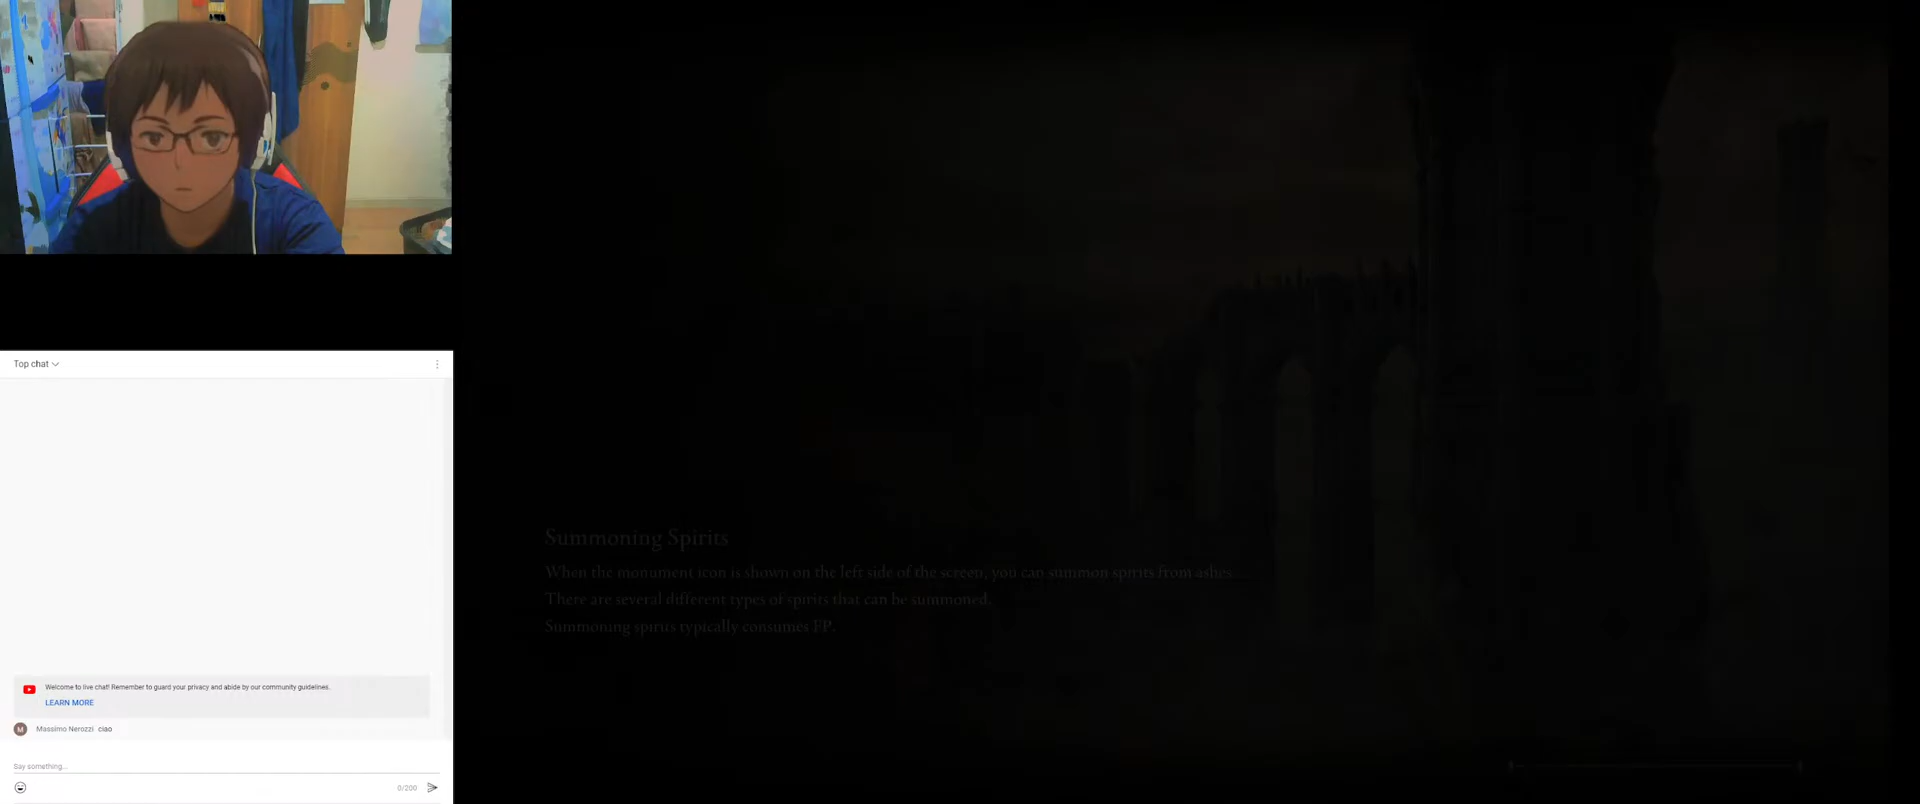 Top chat
Welcome to live chat! Remember to guard your privacy and abide by our community guidelines.
LEARN MORE
M Massimo Nerozzi ciao
Say something...
0/200
Summoning Spirits
When the monument icon is shown on the left side of the screen, you can summon spirits from ashes.
There are several different types of spirits that can be summoned.
Summoning spirits typically consumes FP.